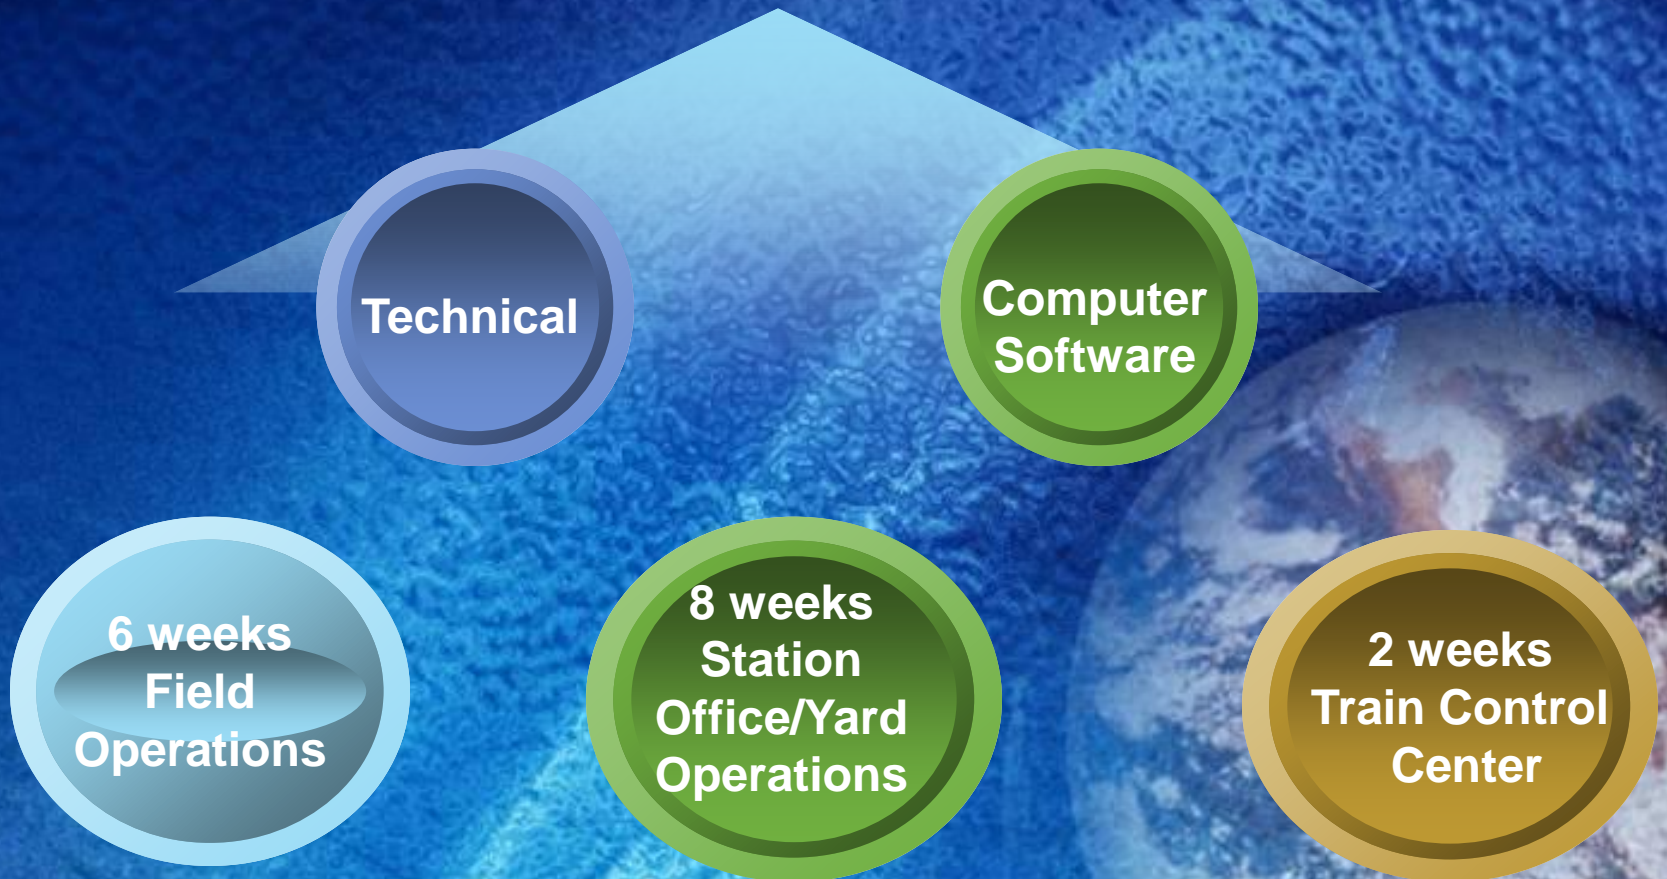 Technical
Computer
Software
6 weeks
Field
Operations
8 weeks
Station
Office/Yard
Operations
2 weeks
Train Control
Center